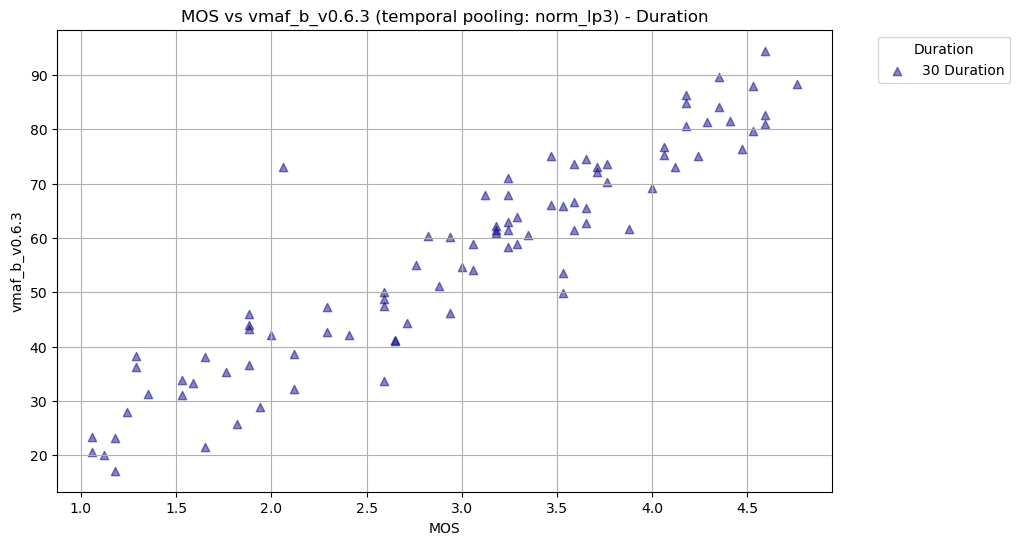 MOS vs vmaf_b_v0.6.3 (temporal pooling: norm_lp3) - Duration
Duration
30 Duration
vmaf_b_v0.6.3
90
80
70
60
50
40
30
20
1.0 1.5 2.0 2.5 3.0 3.5 4.0 4.5
MOS